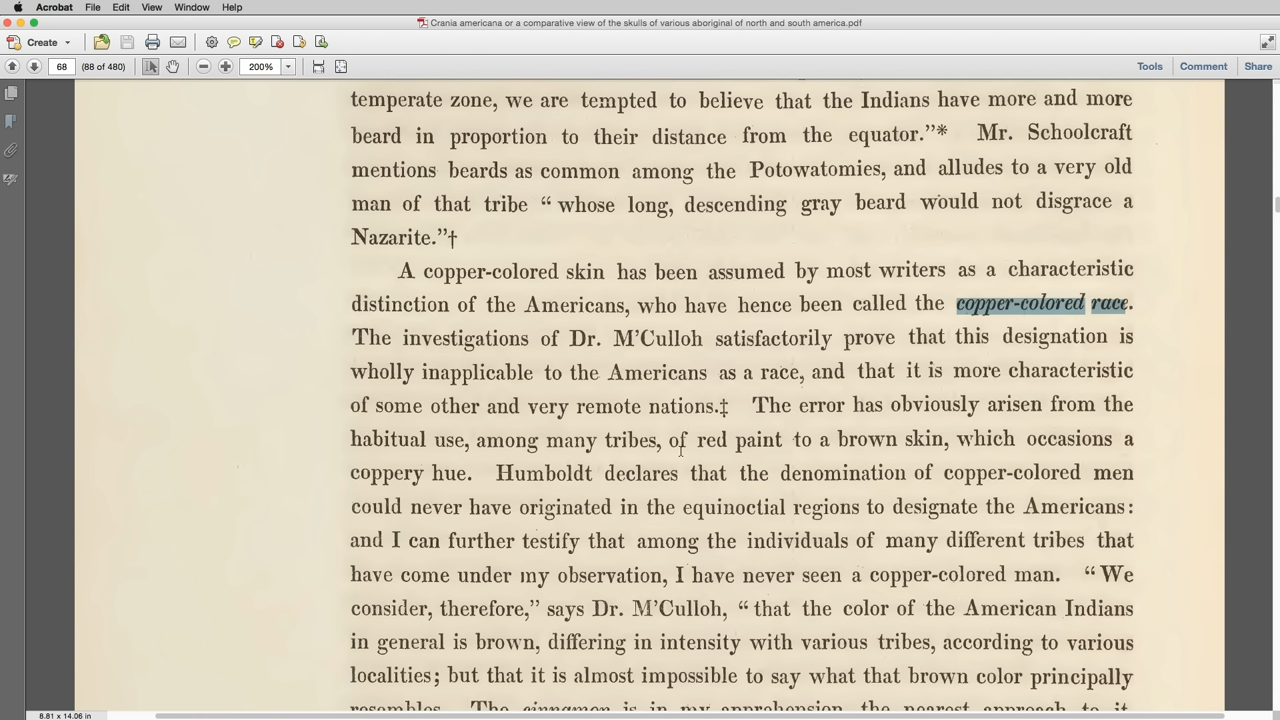 Acrobat File Edit View Window Help
Crania americana or a comparative view of the skulls of various aboriginal of north and south america.pdf
Create
68 (88 of 480) 200% Tools Comment Share
temperate zone, we are tempted to believe that the Indians have more and more
beard in proportion to their distance from the equator.”* Mr. Schoolcraft
mentions beards as common among the Potowatomies, and alludes to a very old
man of that tribe “whose long, descending gray beard would not disgrace a
Nazarite.”†
A copper-colored skin has been assumed by most writers as a characteristic
distinction of the Americans, who have hence been called the copper-colored race.
The investigations of Dr. M’Culloh satisfactorily prove that this designation is
wholly inapplicable to the Americans as a race, and that it is more characteristic
of some other and very remote nations.‡ The error has obviously arisen from the
habitual use, among many tribes, of red paint to a brown skin, which occasions a
coppery hue. Humboldt declares that the denomination of copper-colored men
could never have originated in the equinoctial regions to designate the Americans:
and I can further testify that among the individuals of many different tribes that
have come under my observation, I have never seen a copper-colored man. “We
consider, therefore,” says Dr. M’Culloh, “that the color of the American Indians
in general is brown, differing in intensity with various tribes, according to various
localities; but that it is almost impossible to say what that brown color principally
resembles. The cinnamon is in my apprehension the nearest approach to it
8.81 x 14.06 in